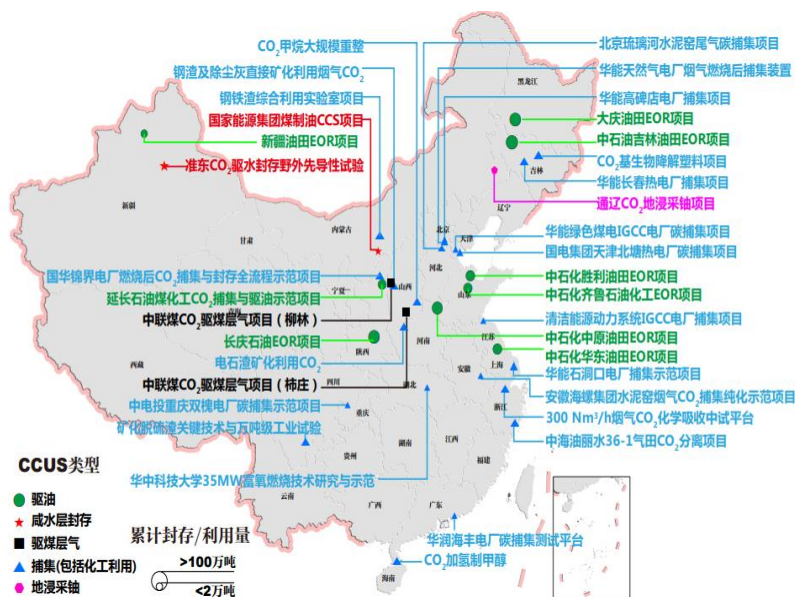 CO₂甲烷大规模重整
钢渣及除尘灰直接矿化利用烟气CO₂
钢铁渣综合利用实验室项目
国家能源集团煤制油CCS项目
新疆油田EOR项目
准东CO₂驱水封存野外先导性试验
国华锦界电厂燃烧后CO₂捕集与封存全流程示范项目
延长石油煤化工CO₂捕集与驱油示范项目
中联煤CO₂驱煤层气项目（柳林）
长庆石油EOR项目
电石渣矿化利用CO₂
中联煤CO₂驱煤层气项目（柿庄）
中电投重庆双槐电厂碳捕集示范项目
矿化脱硫渣关键技术与万吨级工业试验
华中科技大学35MW富氧燃烧技术研究与示范
北京琉璃河水泥窑尾气碳捕集项目
华能天然气电厂烟气燃烧后捕集装置
华能高碑店电厂捕集项目
大庆油田EOR项目
中石油吉林油田EOR项目
CO₂基生物降解塑料项目
华能长春热电厂捕集项目
通辽CO₂地浸采铀项目
华能绿色煤电IGCC电厂碳捕集项目
国电集团天津北塘热电厂碳捕集项目
中石化胜利油田EOR项目
中石化齐鲁石油化工EOR项目
清洁能源动力系统IGCC电厂捕集项目
中石化中原油田EOR项目
中石化华东油田EOR项目
华能石洞口电厂捕集示范项目
安徽海螺集团水泥窑烟气CO₂捕集纯化示范项目
300 Nm³/h烟气CO₂化学吸收中试平台
中海油丽水36-1气田CO₂分离项目
华润海丰电厂碳捕集测试平台
CO₂加氢制甲醇
黑龙江
吉林
辽宁
内蒙古
北京
天津
河北
新疆
甘肃
宁夏
山西
山东
青海
陕西
河南
江苏
西藏
四川
湖北
安徽
上海
重庆
浙江
贵州
湖南
江西
福建
云南
广西
广东
海南
CCUS类型
驱油
咸水层封存
驱煤层气
捕集(包括化工利用)
地浸采铀
累计封存/利用量
>100万吨
<2万吨